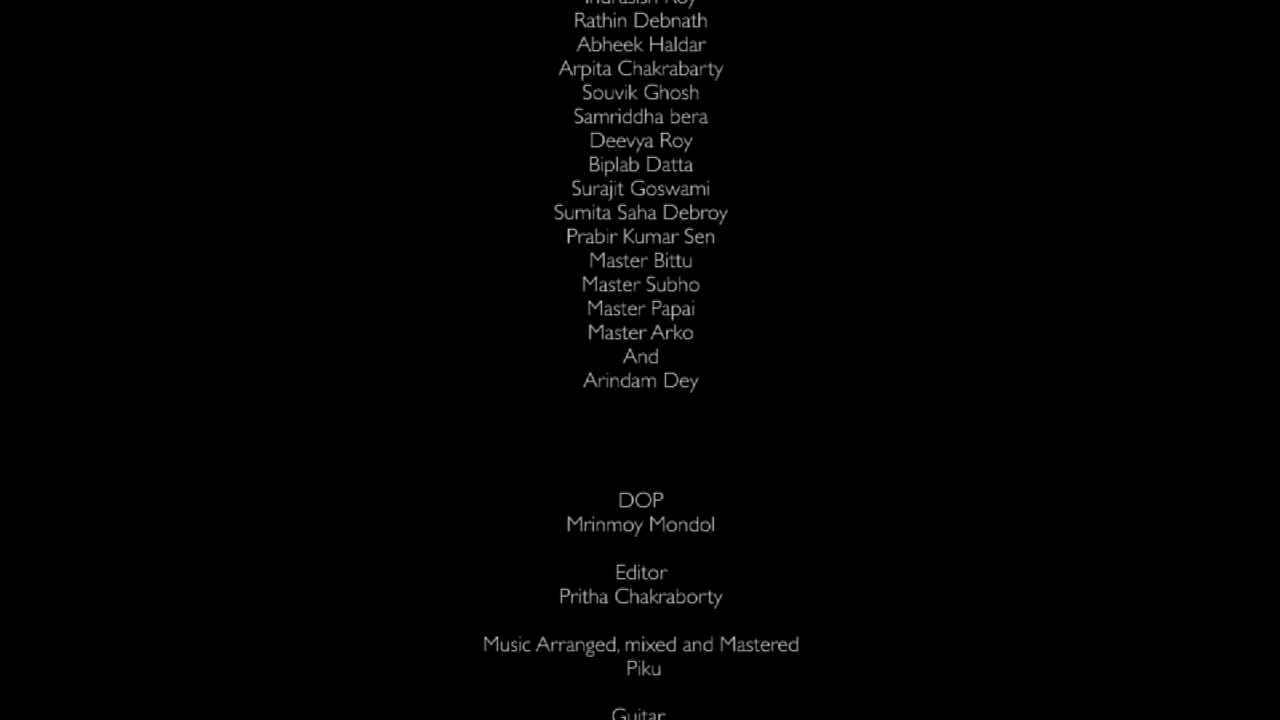 Indrasish Roy
Rathin Debnath
Abheek Haldar
Arpita Chakrabarty
Souvik Ghosh
Samriddha bera
Deevya Roy
Biplab Datta
Surajit Goswami
Sumita Saha Debroy
Prabir Kumar Sen
Master Bittu
Master Subho
Master Papai
Master Arko
And
Arindam Dey
DOP
Mrinmoy Mondol
Editor
Pritha Chakraborty
Music Arranged, mixed and Mastered
Piku
Guitar